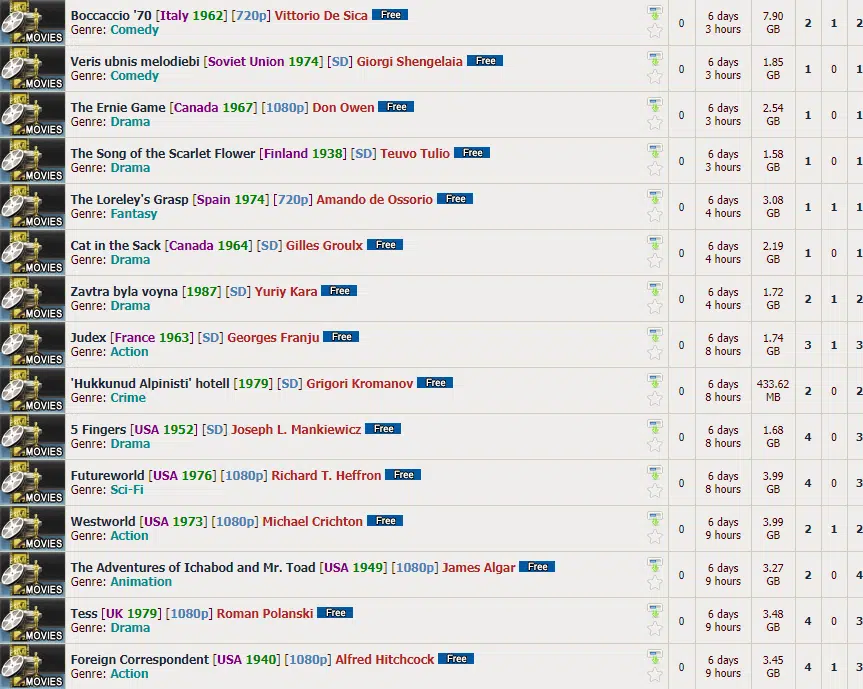 MOVIES Boccaccio '70 [Italy 1962] [720p] Vittorio De Sica Free 0 6 days 7.90 2 1 2
Genre: Comedy 3 hours GB
MOVIES Veris ubnis melodiebi [Soviet Union 1974] [SD] Giorgi Shengelaia Free 0 6 days 1.85 1 0 1
Genre: Comedy 3 hours GB
MOVIES The Ernie Game [Canada 1967] [1080p] Don Owen Free 0 6 days 2.54 1 0 1
Genre: Drama 3 hours GB
MOVIES The Song of the Scarlet Flower [Finland 1938] [SD] Teuvo Tulio Free 0 6 days 1.58 1 0 1
Genre: Drama 3 hours GB
MOVIES The Loreley's Grasp [Spain 1974] [720p] Amando de Ossorio Free 0 6 days 3.08 1 1 1
Genre: Fantasy 4 hours GB
MOVIES Cat in the Sack [Canada 1964] [SD] Gilles Groulx Free 0 6 days 2.19 1 0 1
Genre: Drama 4 hours GB
MOVIES Zavtra byla voyna [1987] [SD] Yuriy Kara Free 0 6 days 1.72 2 1 2
Genre: Drama 4 hours GB
MOVIES Judex [France 1963] [SD] Georges Franju Free 0 6 days 1.74 3 1 3
Genre: Action 8 hours GB
MOVIES 'Hukkunud Alpinisti' hotell [1979] [SD] Grigori Kromanov Free 0 6 days 433.62 2 0 2
Genre: Crime 8 hours MB
MOVIES 5 Fingers [USA 1952] [SD] Joseph L. Mankiewicz Free 0 6 days 1.68 4 0 3
Genre: Drama 8 hours GB
MOVIES Futureworld [USA 1976] [1080p] Richard T. Heffron Free 0 6 days 3.99 4 0 3
Genre: Sci-Fi 8 hours GB
MOVIES Westworld [USA 1973] [1080p] Michael Crichton Free 0 6 days 3.99 2 1 2
Genre: Action 9 hours GB
MOVIES The Adventures of Ichabod and Mr. Toad [USA 1949] [1080p] James Algar Free 0 6 days 3.27 2 0 4
Genre: Animation 9 hours GB
MOVIES Tess [UK 1979] [1080p] Roman Polanski Free 0 6 days 3.48 4 0 3
Genre: Drama 9 hours GB
MOVIES Foreign Correspondent [USA 1940] [1080p] Alfred Hitchcock Free 0 6 days 3.45 4 1 3
Genre: Action 9 hours GB